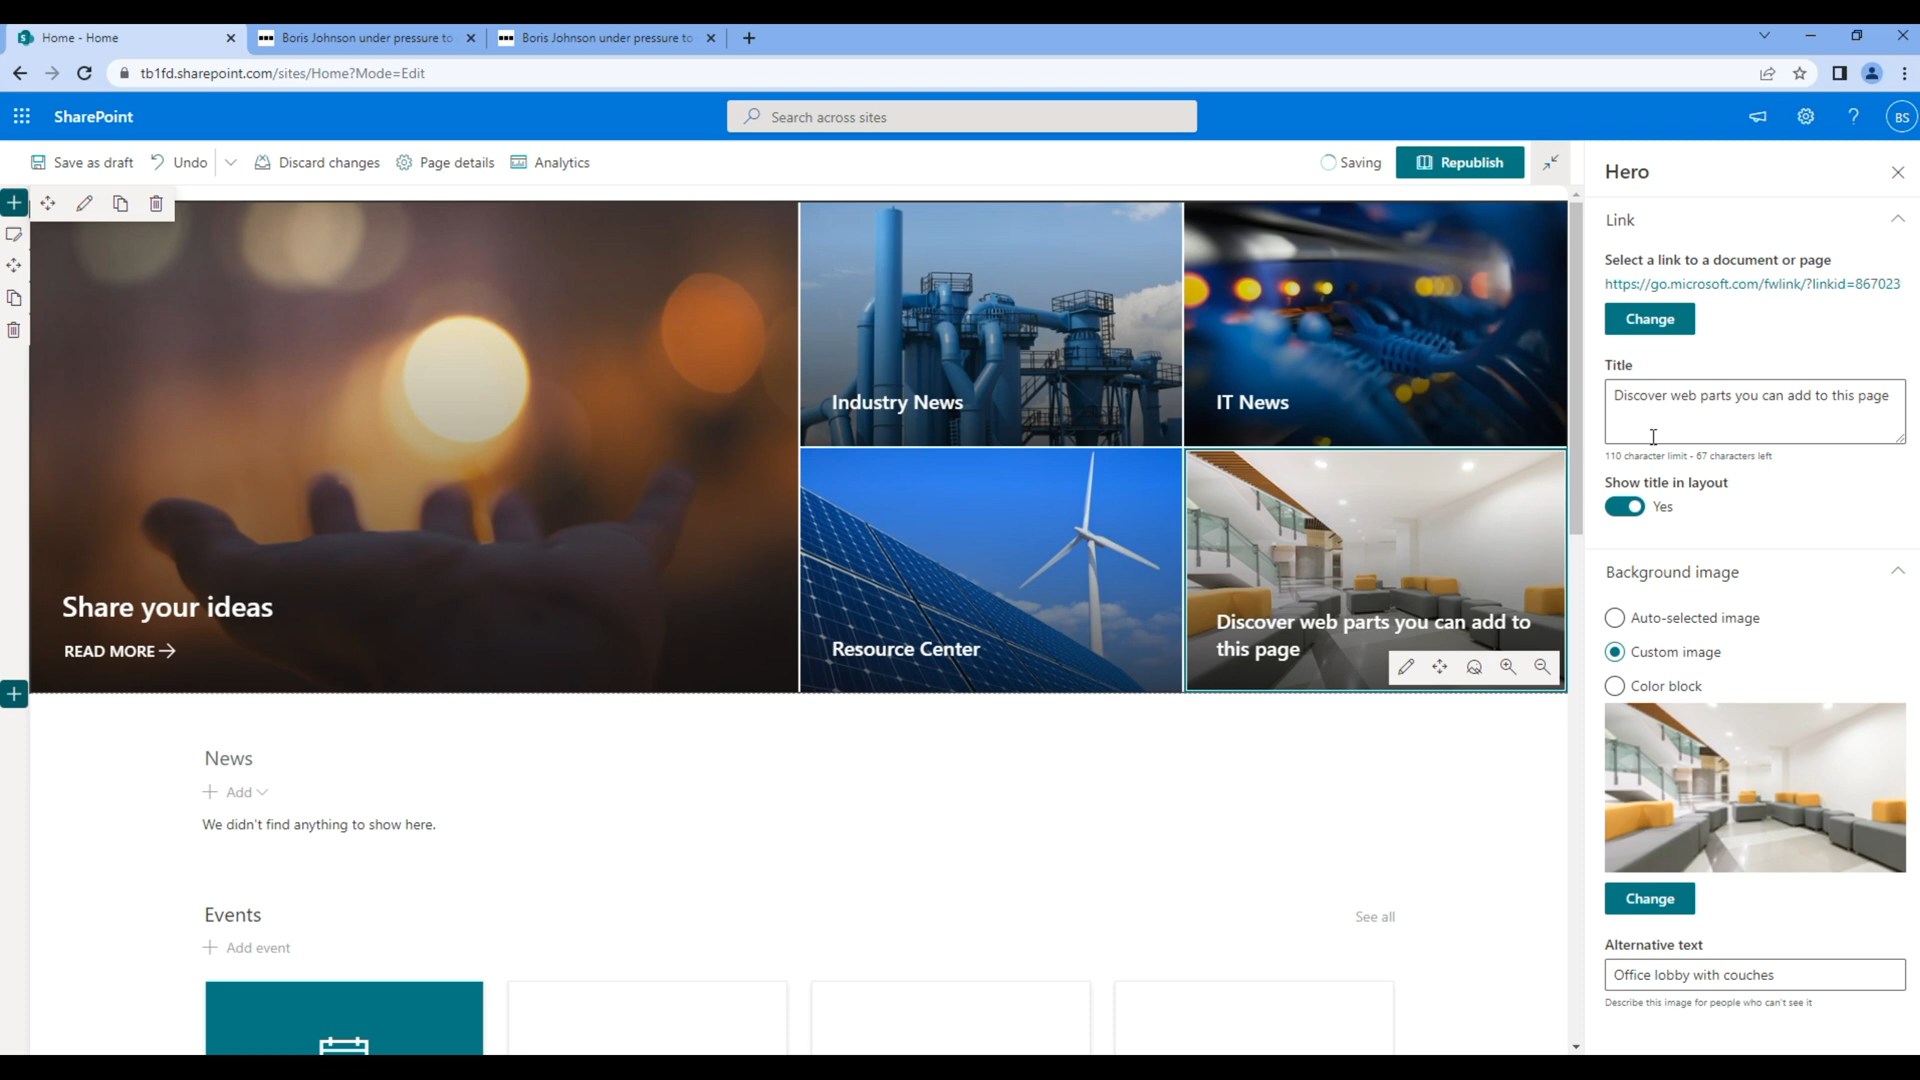 Home - Home
Boris Johnson under pressure to
Boris Johnson under pressure to
tb1fd.sharepoint.com/sites/Home?Mode=Edit
SharePoint
Search across sites
BS
Save as draft
Undo
Discard changes
Page details
Analytics
Saving
Republish
Share your ideas
READ MORE
Industry News
IT News
Resource Center
Discover web parts you can add to
this page
News
Add
We didn't find anything to show here.
Events
See all
Add event
Hero
Link
Select a link to a document or page
https://go.microsoft.com/fwlink/?linkid=867023
Change
Title
Discover web parts you can add to this page
110 character limit - 67 characters left
Show title in layout
Yes
Background image
Auto-selected image
Custom image
Color block
Change
Alternative text
Office lobby with couches
Describe this image for people who can't see it